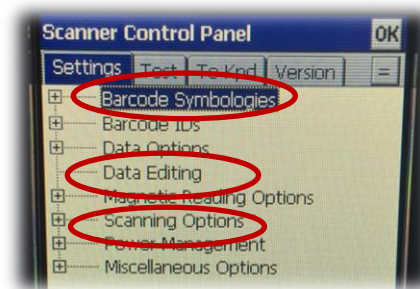 Scanner Control Panel OK
Settings Test To Kpd Version =
Barcode Symbologies
Barcode IDs
Data Options
Data Editing
Magnetic Reading Options
Scanning Options
Power Management
Miscellaneous Options